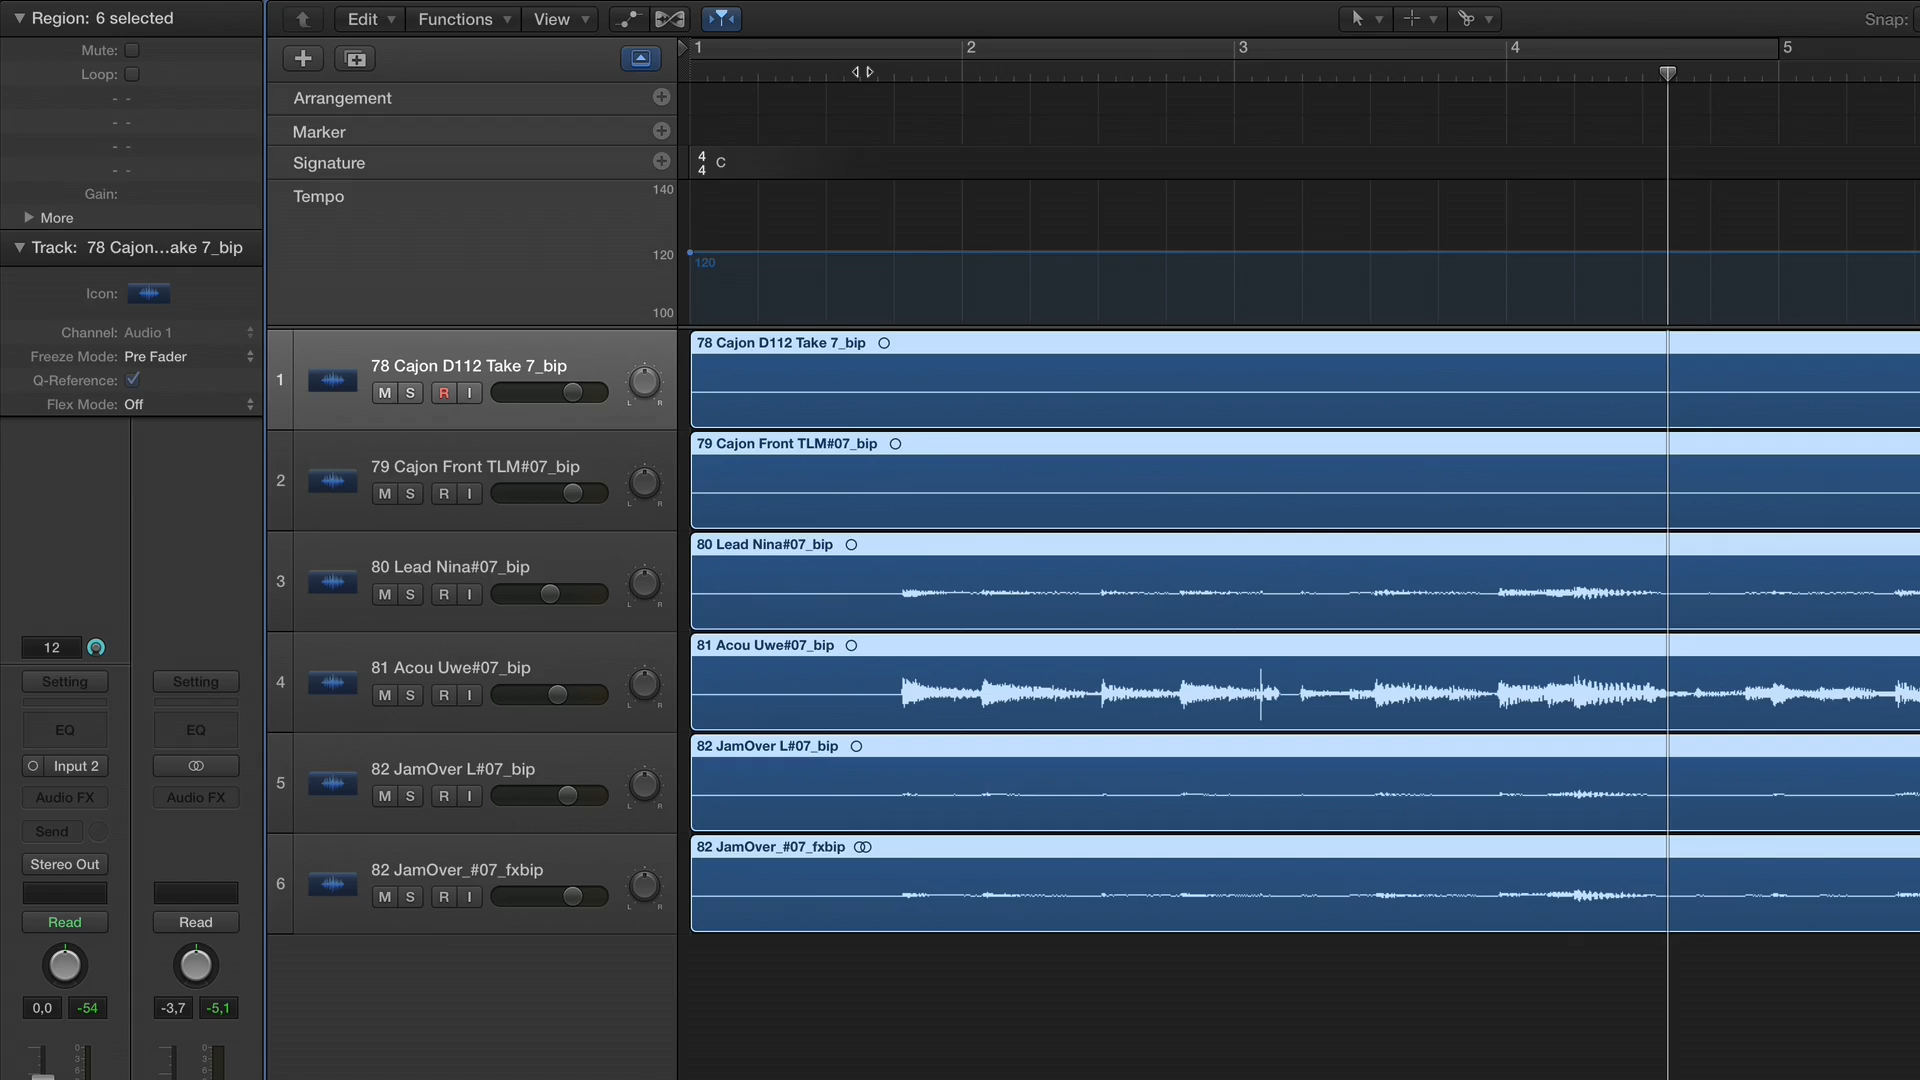 Region: 6 selected
Edit
Functions
View
Snap:
Mute:
Loop:
- -
- -
- -
- -
Gain:
More
Track: 78 Cajon...ake 7_bip
Icon:
Channel: Audio 1
Freeze Mode: Pre Fader
Q-Reference:
Flex Mode: Off
1
2
3
4
5
Arrangement
Marker
Signature
4
4
C
Tempo
140
120
100
120
1
78 Cajon D112 Take 7_bip
M S R I
L R
78 Cajon D112 Take 7_bip
2
79 Cajon Front TLM#07_bip
M S R I
L R
79 Cajon Front TLM#07_bip
3
80 Lead Nina#07_bip
M S R I
L R
80 Lead Nina#07_bip
4
81 Acou Uwe#07_bip
M S R I
L R
81 Acou Uwe#07_bip
5
82 JamOver L#07_bip
M S R I
L R
82 JamOver L#07_bip
6
82 JamOver_#07_fxbip
M S R I
L R
82 JamOver_#07_fxbip
12
Setting
EQ
Input 2
Audio FX
Send
Stereo Out
Read
0,0 -54
0
3
6
Setting
EQ
Audio FX
Read
-3,7 -5,1
0
3
6